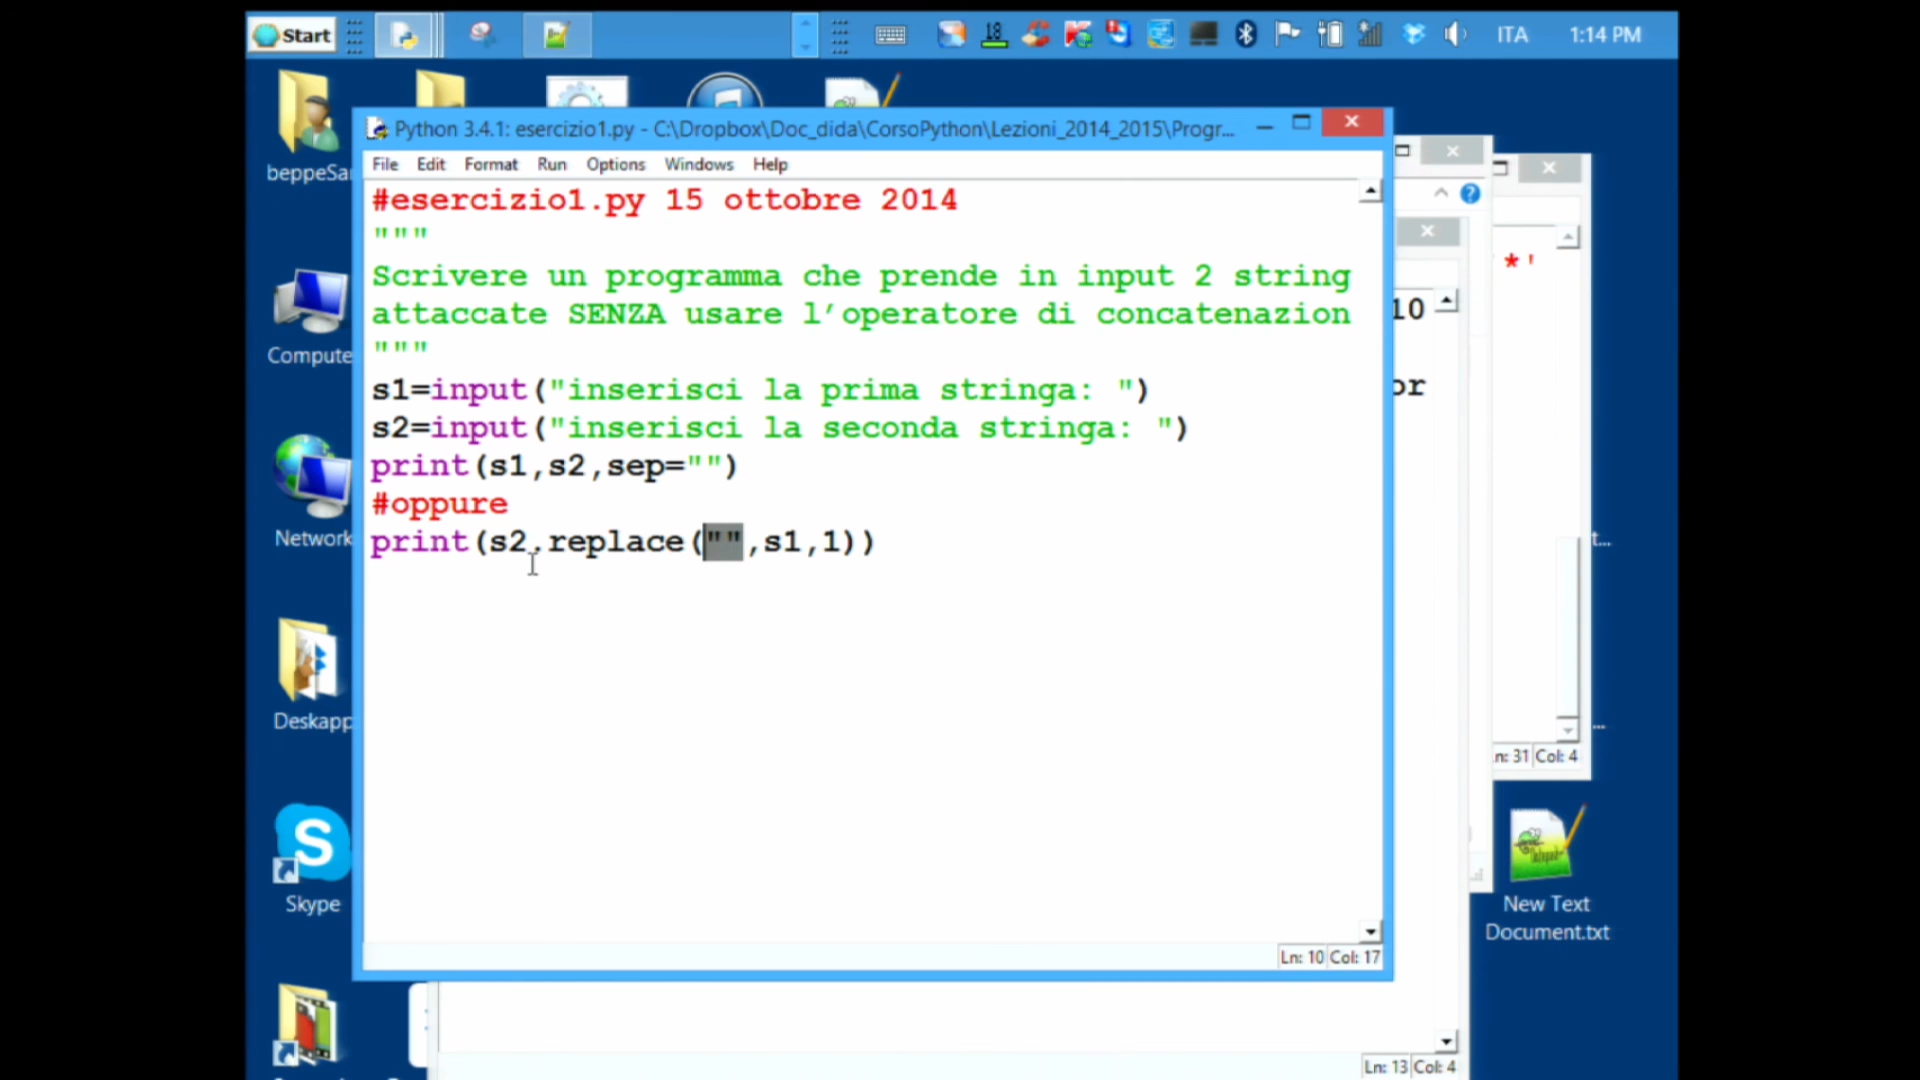 Start
18
ITA
1:14 PM
Python 3.4.1: esercizio1.py - C:\Dropbox\Doc_dida\CorsoPython\Lezioni_2014_2015\Progr...
File Edit Format Run Options Windows Help
#esercizio1.py 15 ottobre 2014
"""
Scrivere un programma che prende in input 2 string
attaccate SENZA usare l'operatore di concatenazion
"""
s1=input("inserisci la prima stringa: ")
s2=input("inserisci la seconda stringa: ")
print(s1,s2,sep="")
#oppure
print(s2.replace("",s1,1))
Ln: 10 Col: 17
beppeSa
Compute
Network
Deskapp
Skype
*'
10
or
t...
...
n: 31 Col: 4
New Text
Document.txt
Ln: 13 Col: 4